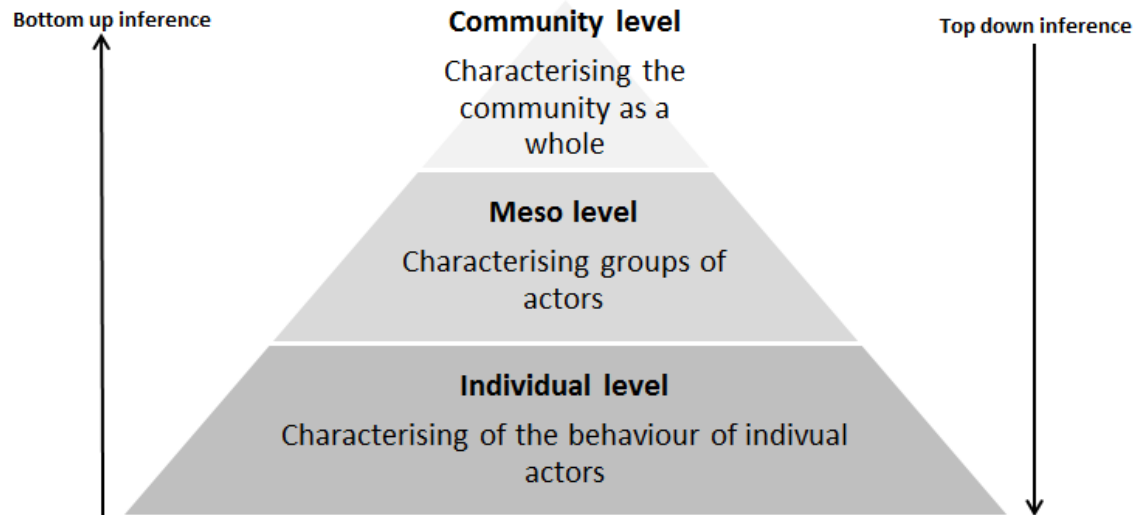 Bottom up inference
Community level
Top down inference
Characterising the
community as a
whole
Meso level
Characterising groups of
actors
Individual level
Characterising of the behaviour of indivual
actors